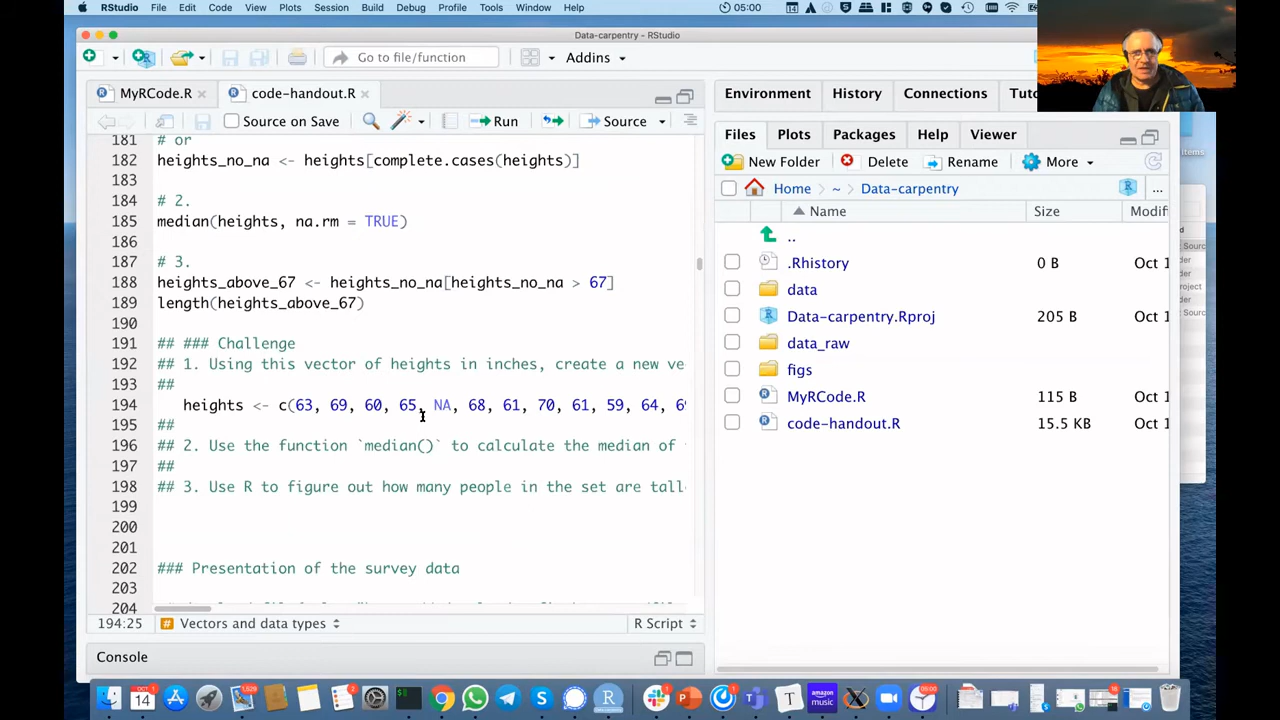 RStudio File Edit Code View Plots Session Build Debug Profile Tools Window Help 05:00
Data-carpentry - RStudio
Go to file/function Addins
MyRCode.R code-handout.R
Source on Save Run Source
181 # or
182 heights_no_na <- heights[complete.cases(heights)]
183
184 # 2.
185 median(heights, na.rm = TRUE)
186
187 # 3.
188 heights_above_67 <- heights_no_na[heights_no_na > 67]
189 length(heights_above_67)
190
191 ## ### Challenge
192 ## 1. Using this vector of heights in inches, create a new ve
193 ##
194 heights <- c(63, 69, 60, 65, NA, 68, 70, 61, 59, 64, 6
195 ##
196 ## 2. Use the function `median()` to calculate the median of
197 ##
198 ## 3. Use R to figure out how many people in the set are tall
199
200
201
202 ### Presentation of the survey data
203
204
194:25 # Vectors and data types R Script
Console
Environment History Connections Tuto
Files Plots Packages Help Viewer
New Folder Delete Rename More
Home ~ Data-carpentry ...
Name Size Modifi
..
.Rhistory 0 B Oct 1
data
Data-carpentry.Rproj 205 B Oct 1
data_raw
figs
MyRCode.R 115 B Oct 1
code-handout.R 15.5 KB Oct 1
items
amazon
music